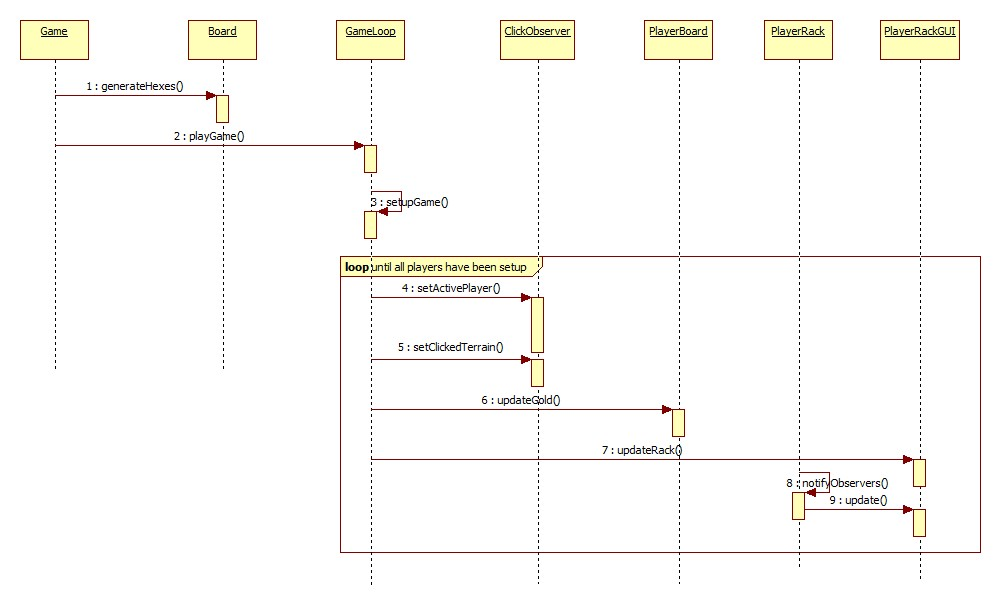 Game
Board
GameLoop
ClickObserver
PlayerBoard
PlayerRack
PlayerRackGUI
1 : generateHexes()
2 : playGame()
3 : setupGame()
loop until all players have been setup
4 : setActivePlayer()
5 : setClickedTerrain()
6 : updateGold()
7 : updateRack()
8 : notifyObservers()
9 : update()